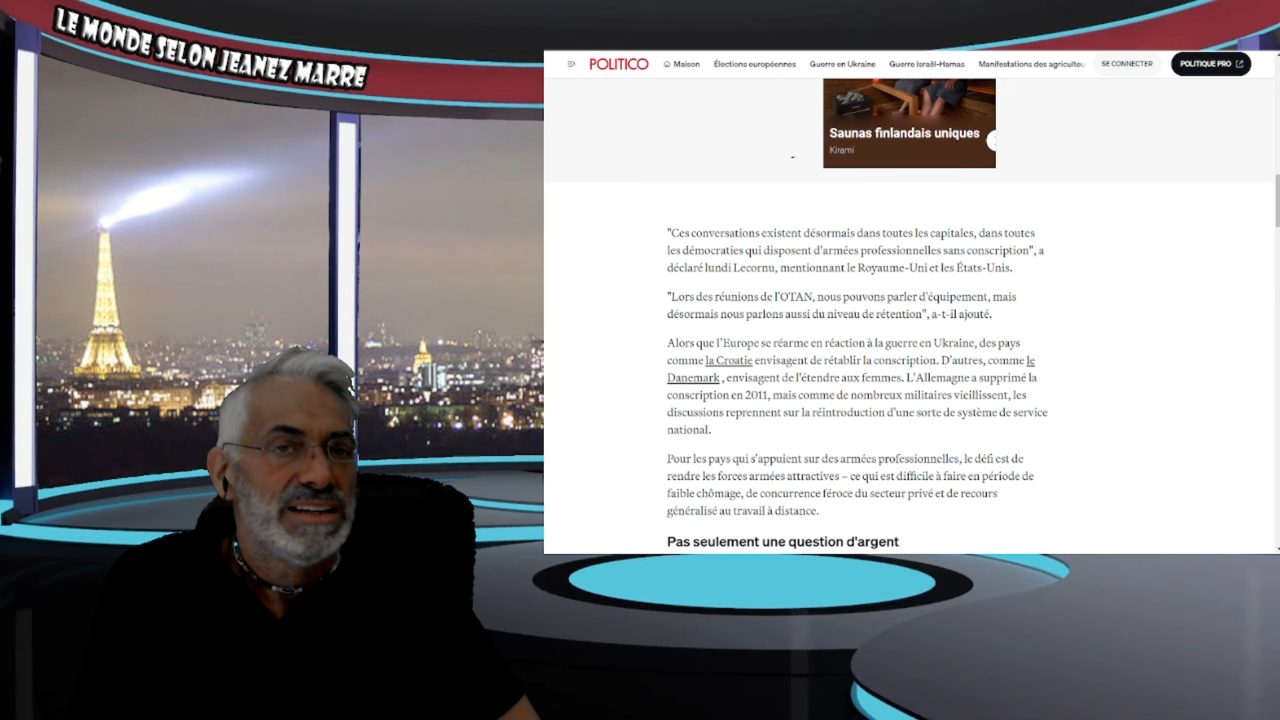 LE MONDE SELON JEANEZ MARRE
POLITICO
Maison
Élections européennes
Guerre en Ukraine
Guerre Israël-Hamas
Manifestations des agriculteu
SE CONNECTER
POLITIQUE PRO
Saunas finlandais uniques
Kirami
"Ces conversations existent désormais dans toutes les capitales, dans toutes
les démocraties qui disposent d'armées professionnelles sans conscription", a
déclaré lundi Lecornu, mentionnant le Royaume-Uni et les États-Unis.
"Lors des réunions de l'OTAN, nous pouvons parler d'équipement, mais
désormais nous parlons aussi du niveau de rétention", a-t-il ajouté.
Alors que l'Europe se réarme en réaction à la guerre en Ukraine, des pays
comme la Croatie envisagent de rétablir la conscription. D'autres, comme le
Danemark , envisagent de l'étendre aux femmes. L'Allemagne a supprimé la
conscription en 2011, mais comme de nombreux militaires vieillissent, les
discussions reprennent sur la réintroduction d'une sorte de système de service
national.
Pour les pays qui s'appuient sur des armées professionnelles, le défi est de
rendre les forces armées attractives – ce qui est difficile à faire en période de
faible chômage, de concurrence féroce du secteur privé et de recours
généralisé au travail à distance.
Pas seulement une question d'argent